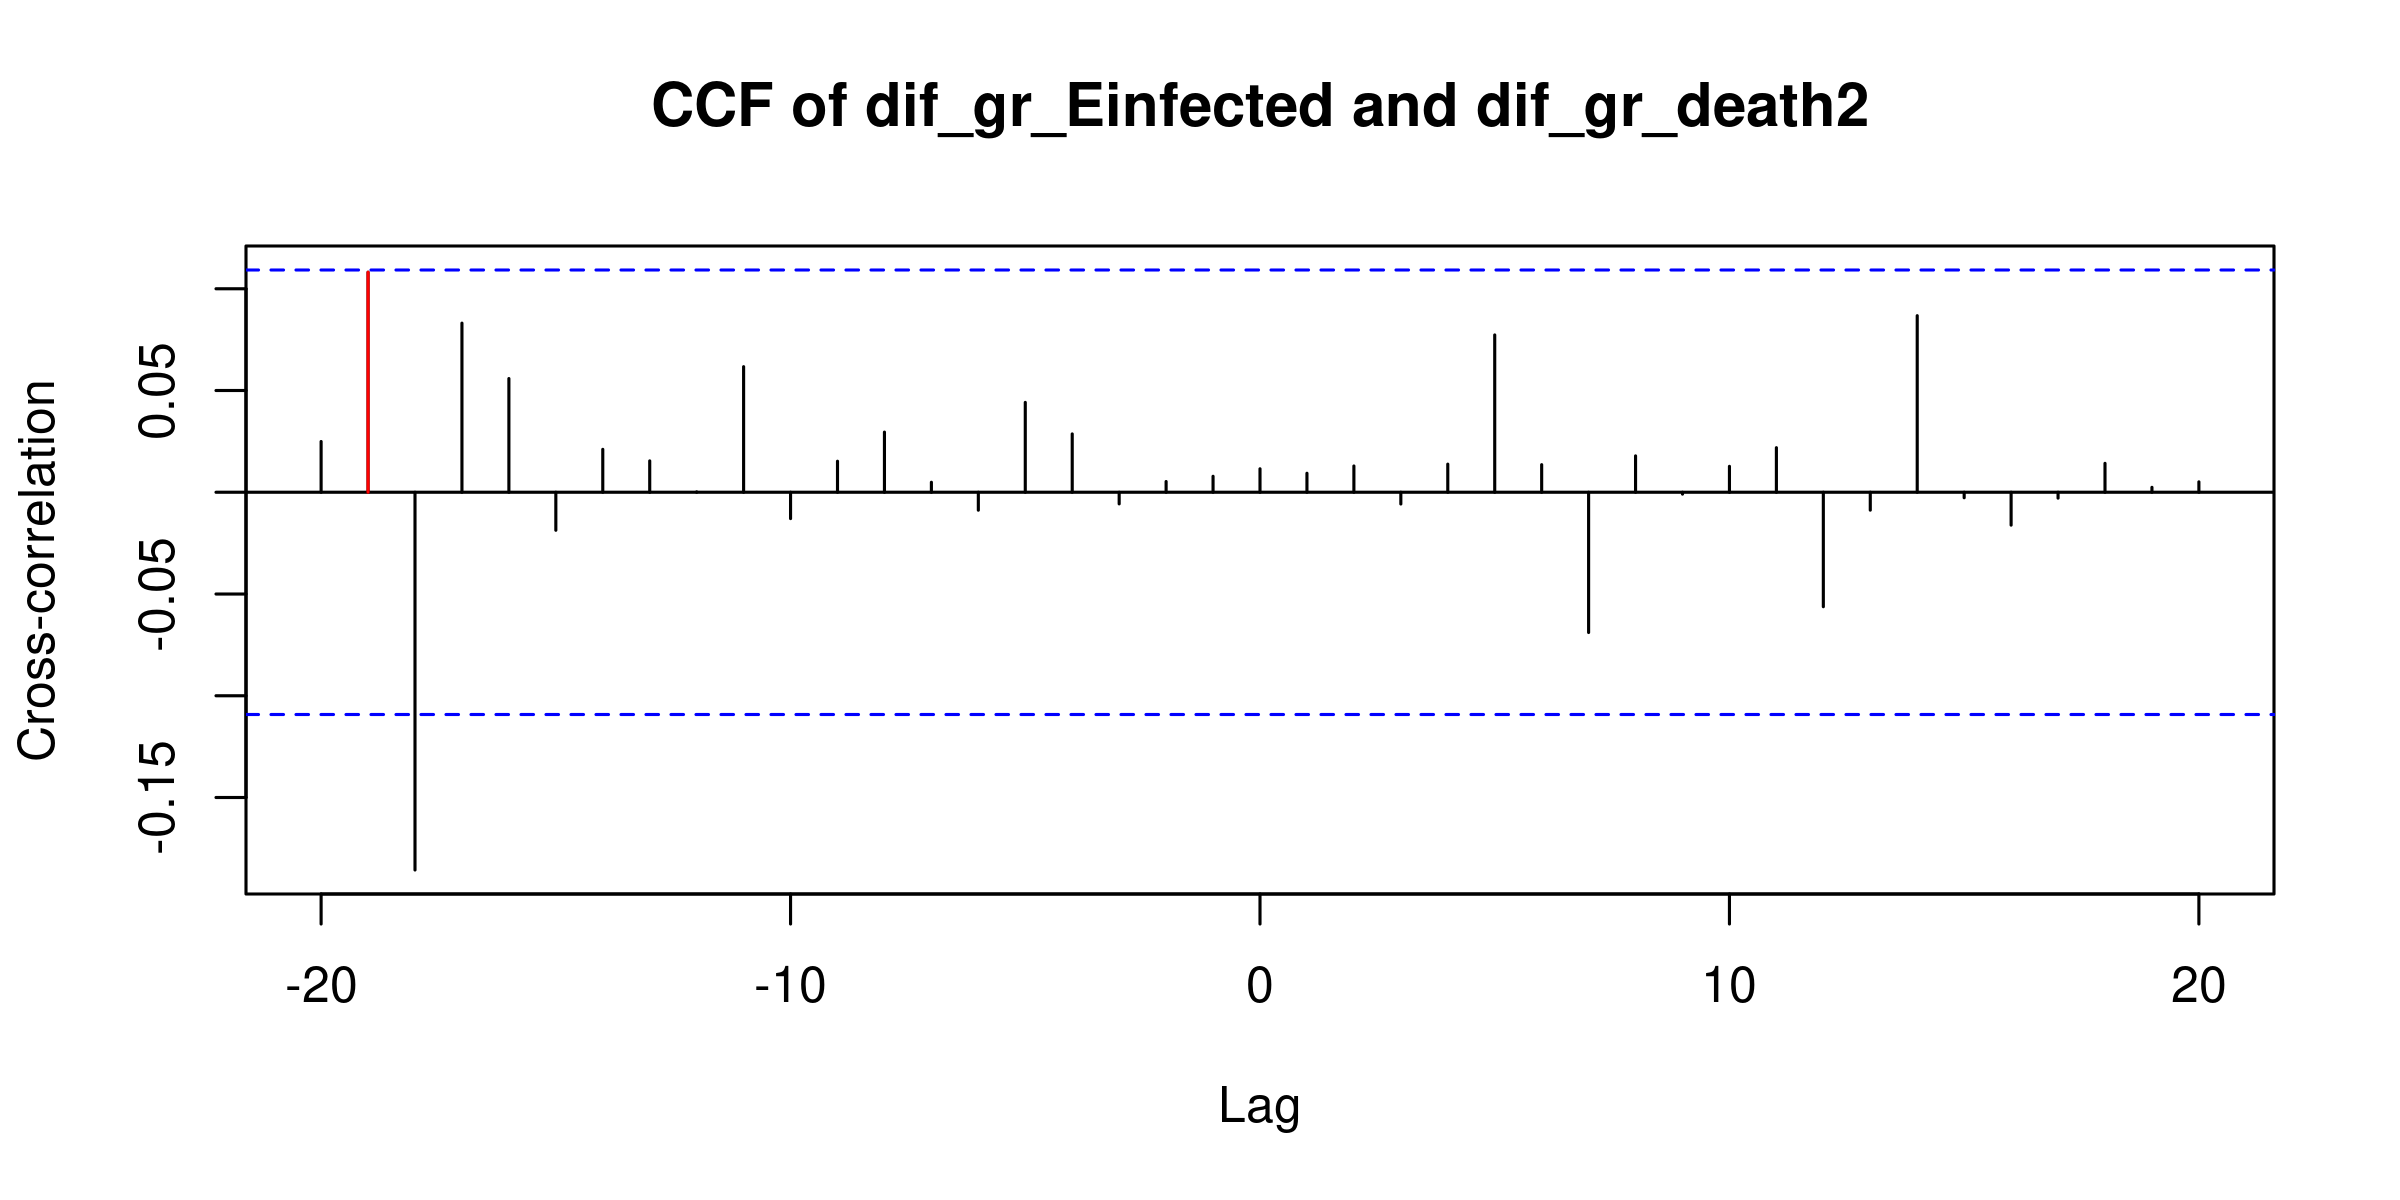 CCF of dif_gr_Einfected and dif_gr_death2
Cross-correlation
0.05
-0.05
-0.15
-20 -10 0 10 20
Lag